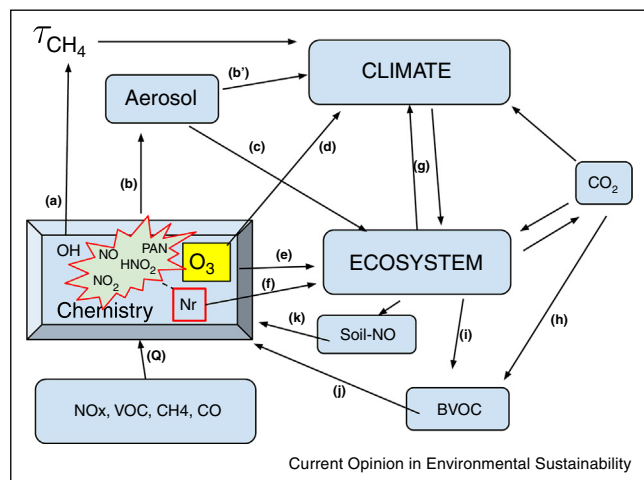 τCH4
CLIMATE
(b')
Aerosol
(c)
(d)
(b)
(g)
CO2
(a)
OH
NO
PAN
HNO2
NO2
O3
(e)
ECOSYSTEM
Nr
(f)
Chemistry
(k)
Soil-NO
(i)
(h)
(Q)
(j)
NOx, VOC, CH4, CO
BVOC
Current Opinion in Environmental Sustainability